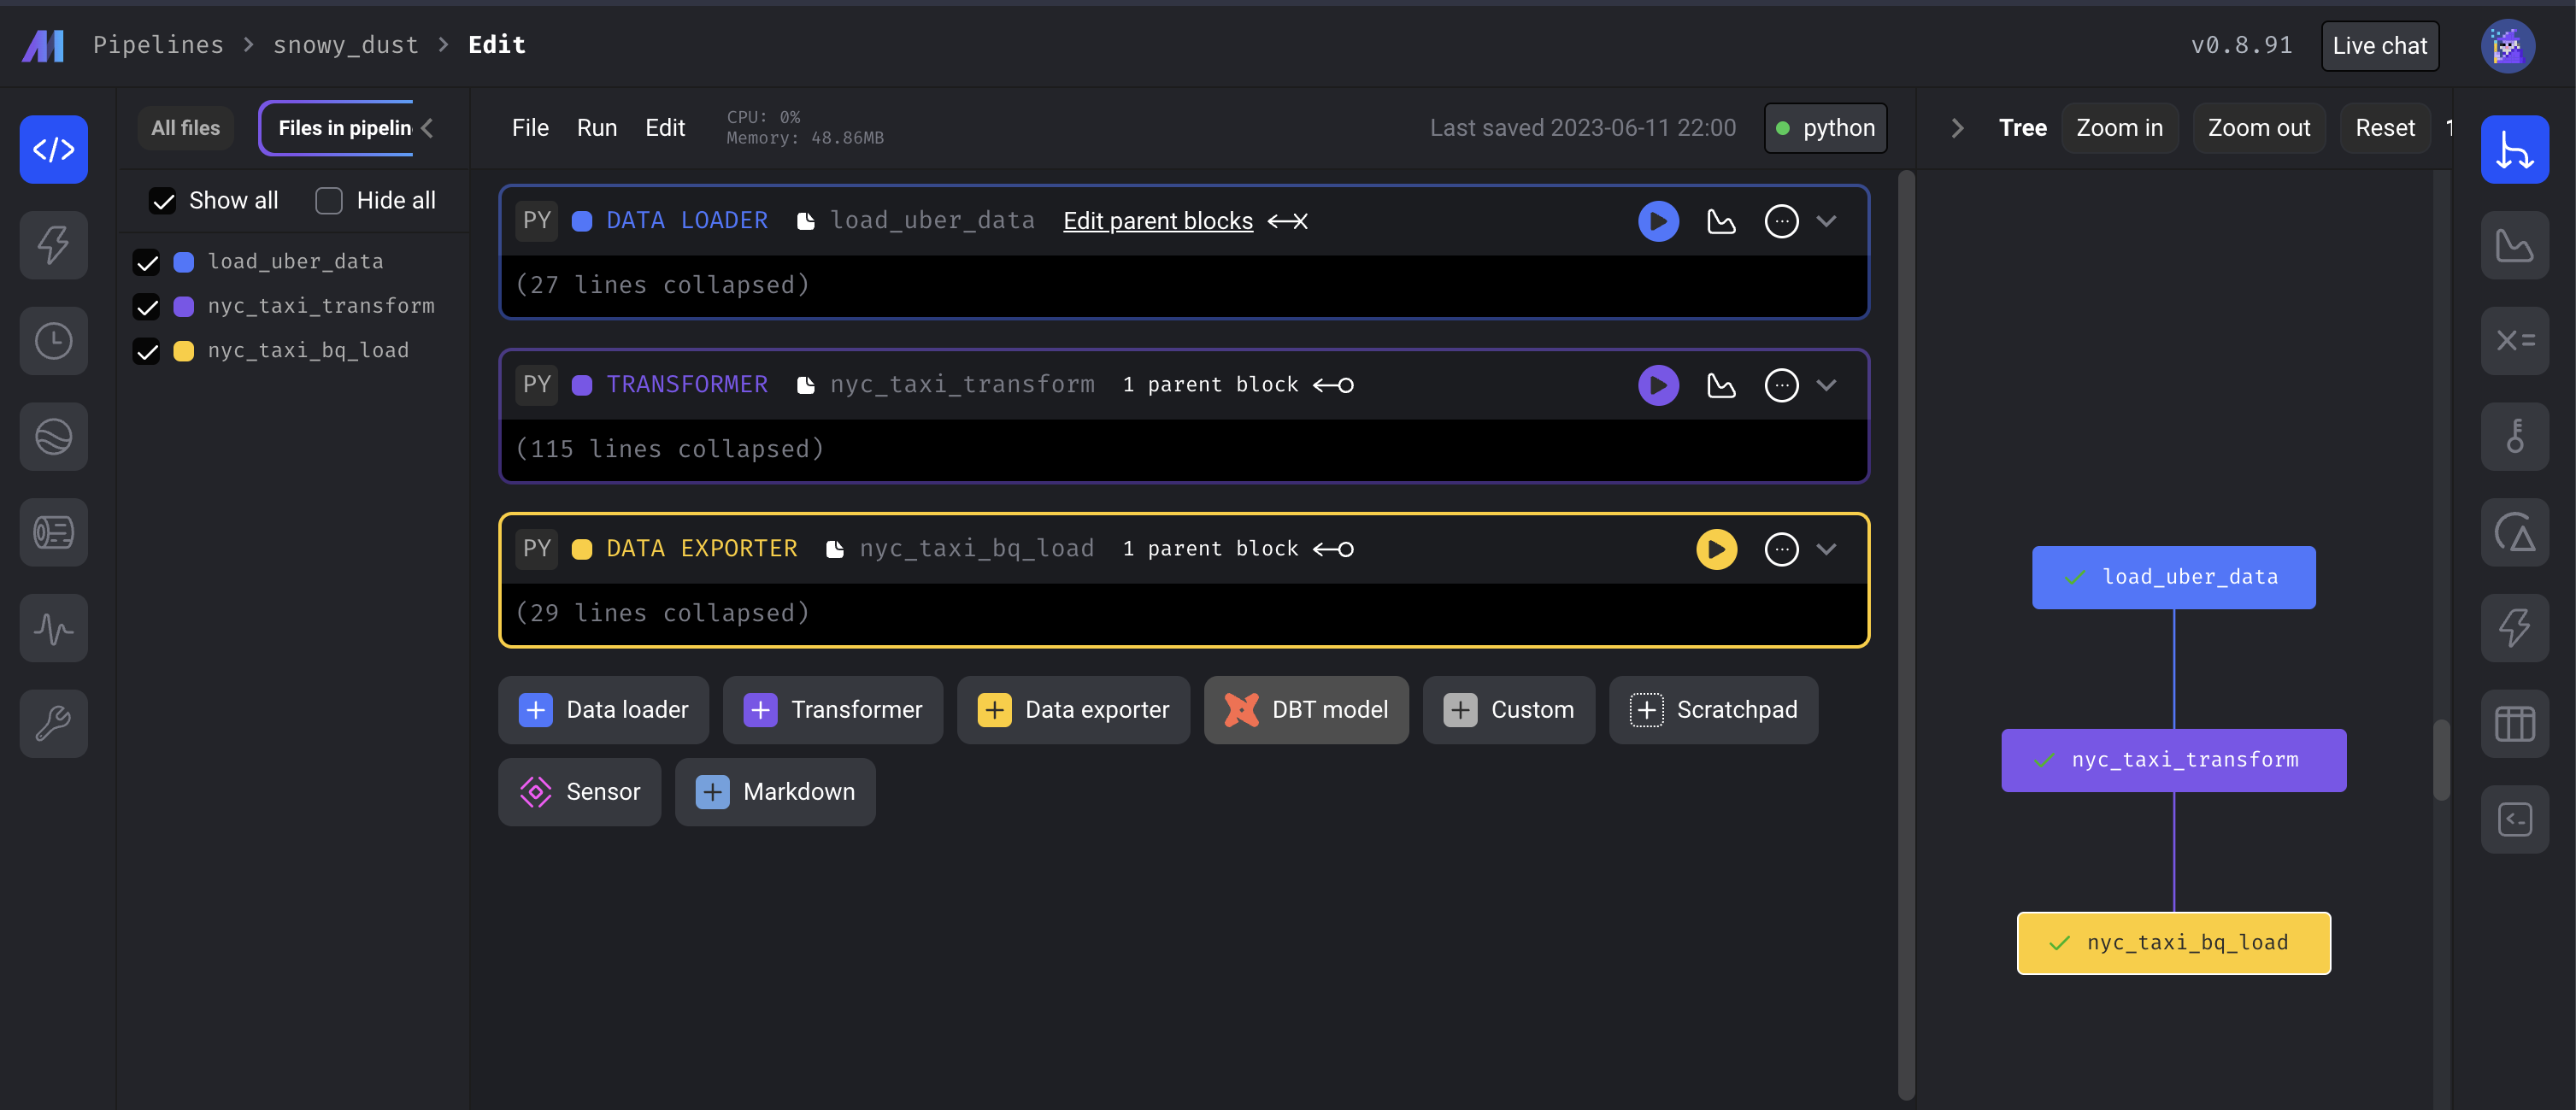 Pipelines > snowy_dust > Edit
v0.8.91
Live chat
All files
Files in pipelin
File Run Edit
CPU: 0%
Memory: 48.86MB
Last saved 2023-06-11 22:00
python
Tree
Zoom in
Zoom out
Reset
Show all
Hide all
load_uber_data
nyc_taxi_transform
nyc_taxi_bq_load
PY DATA LOADER load_uber_data Edit parent blocks
(27 lines collapsed)
PY TRANSFORMER nyc_taxi_transform 1 parent block
(115 lines collapsed)
PY DATA EXPORTER nyc_taxi_bq_load 1 parent block
(29 lines collapsed)
Data loader
Transformer
Data exporter
DBT model
Custom
Scratchpad
Sensor
Markdown
load_uber_data
nyc_taxi_transform
nyc_taxi_bq_load